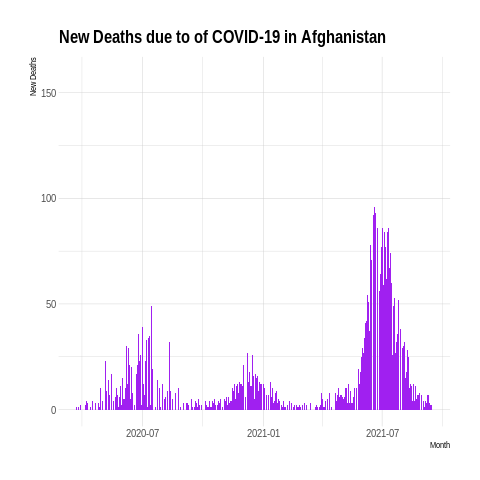 New Deaths due to of COVID-19 in Afghanistan
New Deaths
150
100
50
0
2020-07
2021-01
2021-07
Month